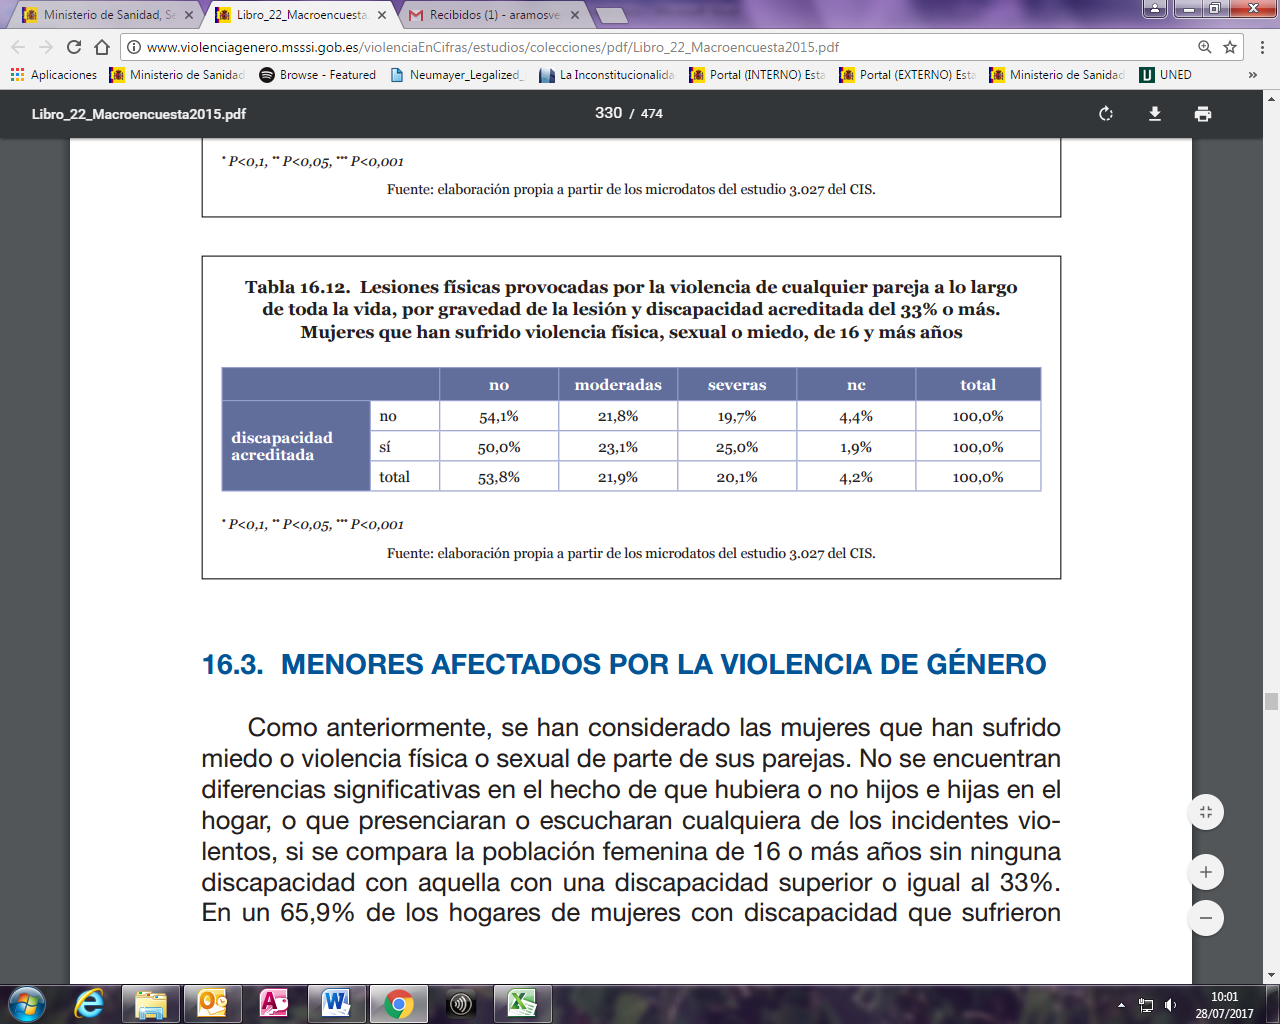 Ministerio de Sanidad, Se
Libro_22_Macroencuesta
Recibidos (1) - aramosve
www.violenciagenero.msssi.gob.es/violenciaEnCifras/estudios/colecciones/pdf/Libro_22_Macroencuesta2015.pdf
Aplicaciones Ministerio de Sanidad Browse - Featured Neumayer_Legalized_ La Inconstitucionalida Portal (INTERNO) Esta Portal (EXTERNO) Esta Ministerio de Sanidad UNED »
Libro_22_Macroencuesta2015.pdf 330 / 474
* P<0,1, ** P<0,05, *** P<0,001
Fuente: elaboración propia a partir de los microdatos del estudio 3.027 del CIS.
Tabla 16.12. Lesiones físicas provocadas por la violencia de cualquier pareja a lo largo
de toda la vida, por gravedad de la lesión y discapacidad acreditada del 33% o más.
Mujeres que han sufrido violencia física, sexual o miedo, de 16 y más años
no moderadas severas nc total
discapacidad
acreditada
no 54,1% 21,8% 19,7% 4,4% 100,0%
sí 50,0% 23,1% 25,0% 1,9% 100,0%
total 53,8% 21,9% 20,1% 4,2% 100,0%
* P<0,1, ** P<0,05, *** P<0,001
Fuente: elaboración propia a partir de los microdatos del estudio 3.027 del CIS.
16.3. MENORES AFECTADOS POR LA VIOLENCIA DE GÉNERO
Como anteriormente, se han considerado las mujeres que han sufrido
miedo o violencia física o sexual de parte de sus parejas. No se encuentran
diferencias significativas en el hecho de que hubiera o no hijos e hijas en el
hogar, o que presenciaran o escucharan cualquiera de los incidentes vio-
lentos, si se compara la población femenina de 16 o más años sin ninguna
discapacidad con aquella con una discapacidad superior o igual al 33%.
En un 65,9% de los hogares de mujeres con discapacidad que sufrieron
10:01
28/07/2017